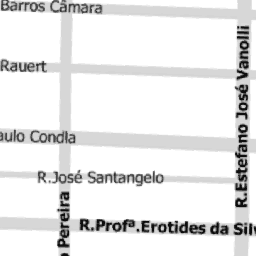 Barros Câmara
Rauert
aulo Condla
R.José Santangelo
R.Profª.Erotides da Silv
Pereira
R.Estefano José Vanolli